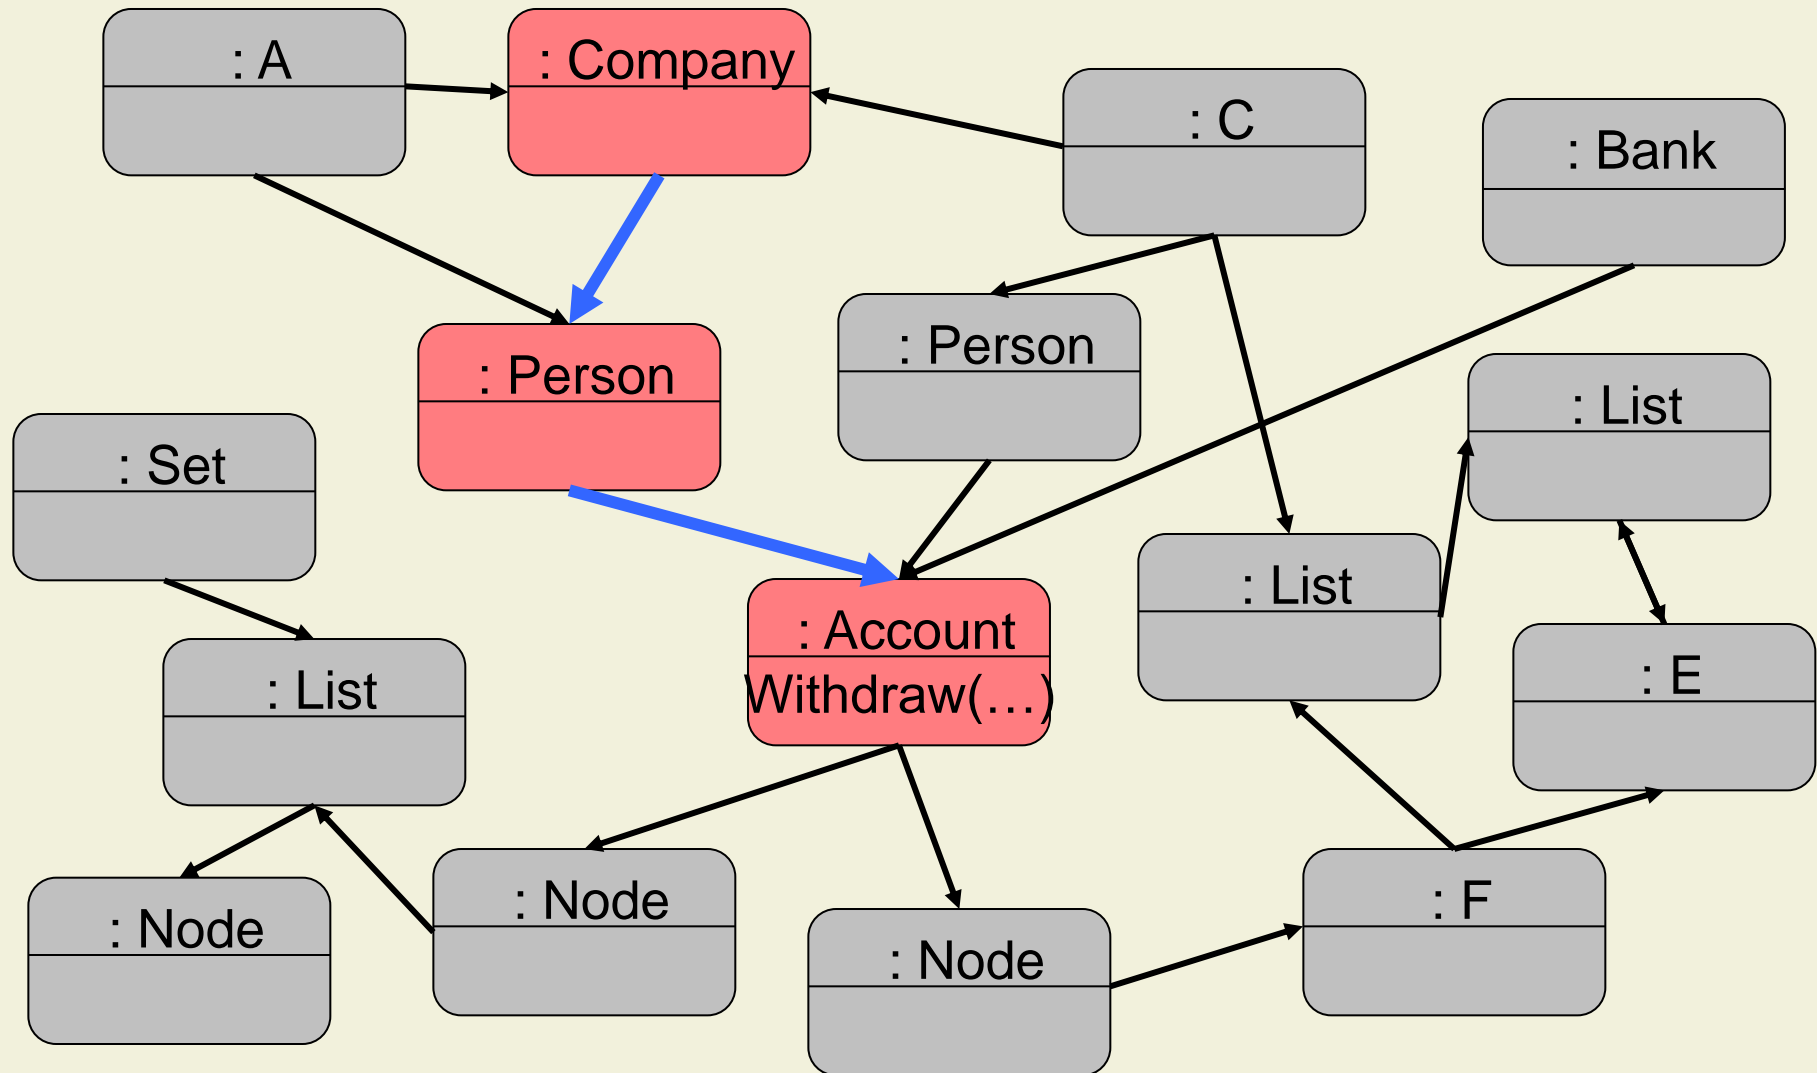 : A
: Company
: C
: Bank
: Person
: Person
: List
: Set
: List
: Account
Withdraw(…)
: List
: E
: Node
: Node
: Node
: F